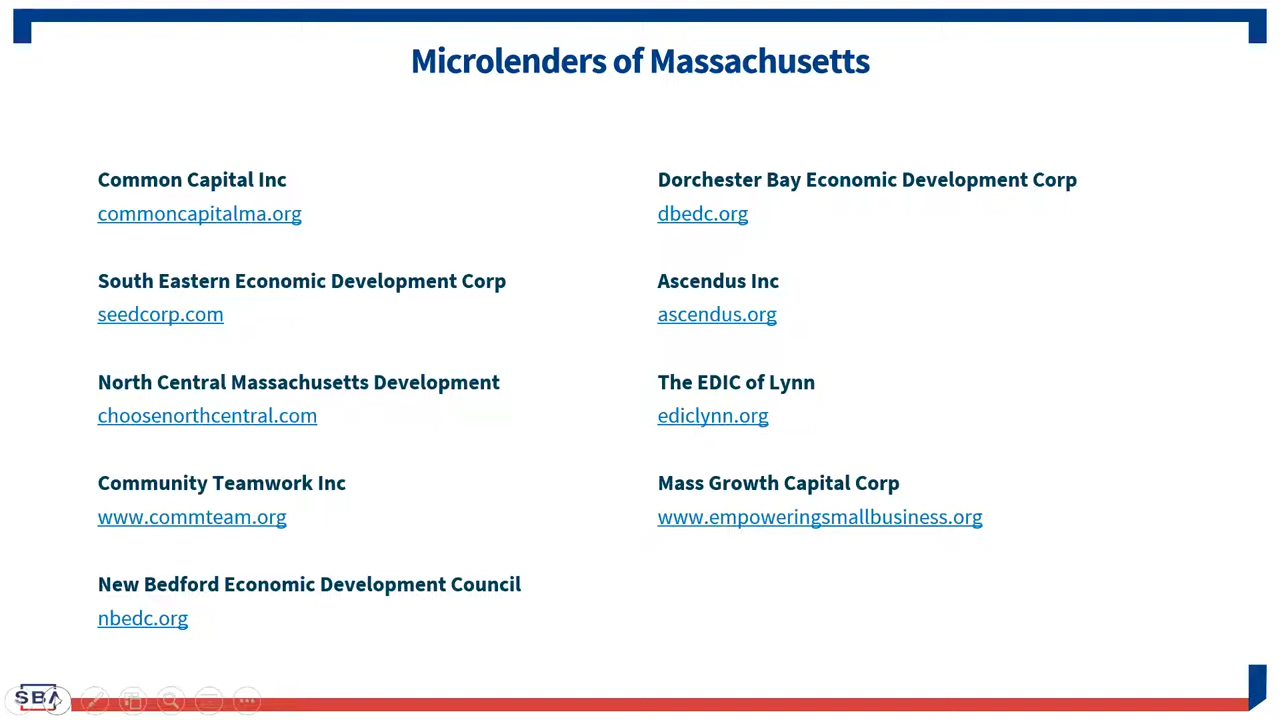 Microlenders of Massachusetts
Common Capital Inc
commoncapitalma.org
South Eastern Economic Development Corp
seedcorp.com
North Central Massachusetts Development
choosenorthcentral.com
Community Teamwork Inc
www.commteam.org
New Bedford Economic Development Council
nbedc.org
Dorchester Bay Economic Development Corp
dbedc.org
Ascendus Inc
ascendus.org
The EDIC of Lynn
ediclynn.org
Mass Growth Capital Corp
www.empoweringsmallbusiness.org
SBA